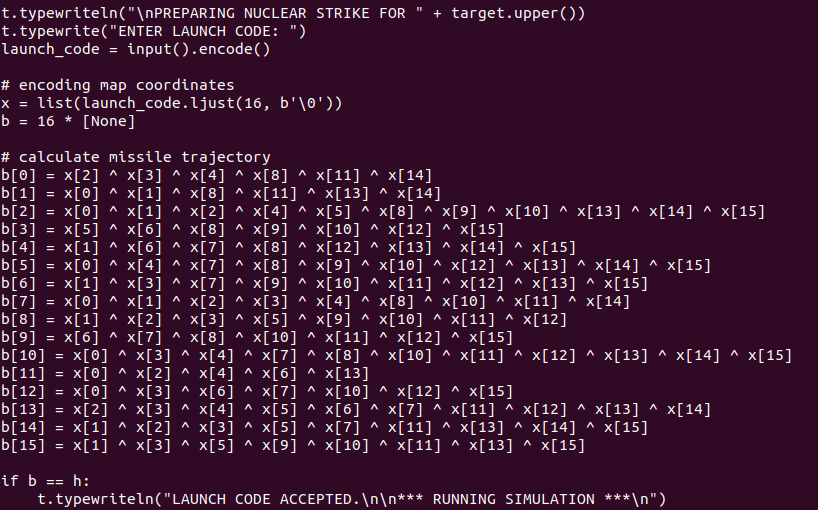 t.typewriteln("\nPREPARING NUCLEAR STRIKE FOR " + target.upper())
t.typewrite("ENTER LAUNCH CODE: ")
launch_code = input().encode()

# encoding map coordinates
x = list(launch_code.ljust(16, b'\0'))
b = 16 * [None]

# calculate missile trajectory
b[0] = x[2] ^ x[3] ^ x[4] ^ x[8] ^ x[11] ^ x[14]
b[1] = x[0] ^ x[1] ^ x[8] ^ x[11] ^ x[13] ^ x[14]
b[2] = x[0] ^ x[1] ^ x[2] ^ x[4] ^ x[5] ^ x[8] ^ x[9] ^ x[10] ^ x[13] ^ x[14] ^ x[15]
b[3] = x[5] ^ x[6] ^ x[8] ^ x[9] ^ x[10] ^ x[12] ^ x[15]
b[4] = x[1] ^ x[6] ^ x[7] ^ x[8] ^ x[12] ^ x[13] ^ x[14] ^ x[15]
b[5] = x[0] ^ x[4] ^ x[7] ^ x[8] ^ x[9] ^ x[10] ^ x[12] ^ x[13] ^ x[14] ^ x[15]
b[6] = x[1] ^ x[3] ^ x[7] ^ x[9] ^ x[10] ^ x[11] ^ x[12] ^ x[13] ^ x[15]
b[7] = x[0] ^ x[1] ^ x[2] ^ x[3] ^ x[4] ^ x[8] ^ x[10] ^ x[11] ^ x[14]
b[8] = x[1] ^ x[2] ^ x[3] ^ x[5] ^ x[9] ^ x[10] ^ x[11] ^ x[12]
b[9] = x[6] ^ x[7] ^ x[8] ^ x[10] ^ x[11] ^ x[12] ^ x[15]
b[10] = x[0] ^ x[3] ^ x[4] ^ x[7] ^ x[8] ^ x[10] ^ x[11] ^ x[12] ^ x[13] ^ x[14] ^ x[15]
b[11] = x[0] ^ x[2] ^ x[4] ^ x[6] ^ x[13]
b[12] = x[0] ^ x[3] ^ x[6] ^ x[7] ^ x[10] ^ x[12] ^ x[15]
b[13] = x[2] ^ x[3] ^ x[4] ^ x[5] ^ x[6] ^ x[7] ^ x[11] ^ x[12] ^ x[13] ^ x[14]
b[14] = x[1] ^ x[2] ^ x[3] ^ x[5] ^ x[7] ^ x[11] ^ x[13] ^ x[14] ^ x[15]
b[15] = x[1] ^ x[3] ^ x[5] ^ x[9] ^ x[10] ^ x[11] ^ x[13] ^ x[15]

if b == h:
    t.typewriteln("LAUNCH CODE ACCEPTED.\n\n*** RUNNING SIMULATION ***\n")